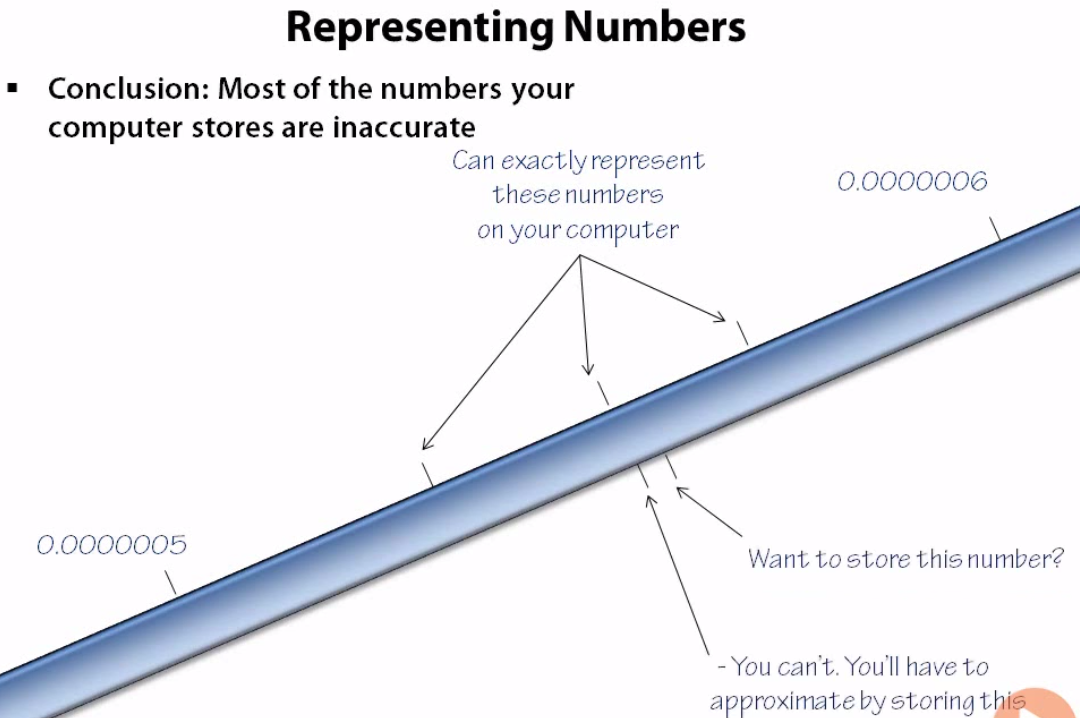 Representing Numbers
▪ Conclusion: Most of the numbers your
computer stores are inaccurate
Can exactly represent
these numbers
on your computer
0.0000006
0.0000005
Want to store this number?
- You can't. You'll have to
approximate by storing this